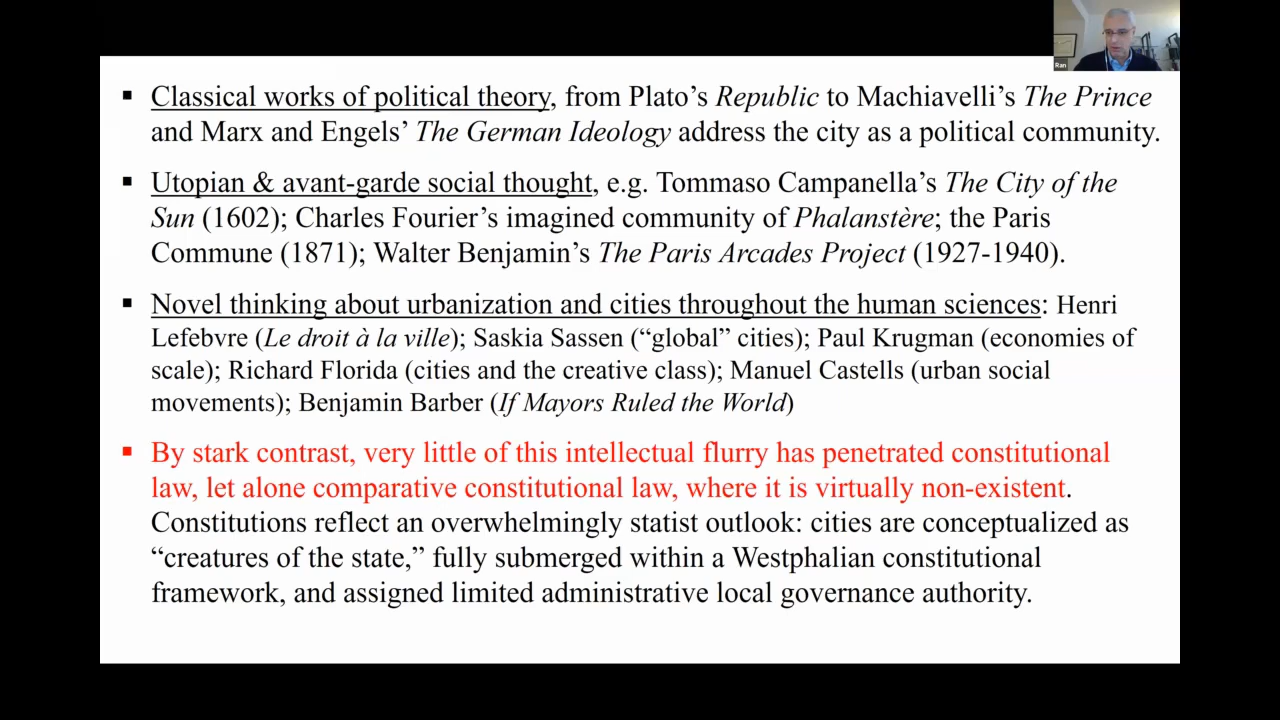 Ran
▪ Classical works of political theory, from Plato’s Republic to Machiavelli’s The Prince
and Marx and Engels’ The German Ideology address the city as a political community.
▪ Utopian & avant-garde social thought, e.g. Tommaso Campanella’s The City of the
Sun (1602); Charles Fourier’s imagined community of Phalanstère; the Paris
Commune (1871); Walter Benjamin’s The Paris Arcades Project (1927-1940).
▪ Novel thinking about urbanization and cities throughout the human sciences: Henri
Lefebvre (Le droit à la ville); Saskia Sassen (“global” cities); Paul Krugman (economies of
scale); Richard Florida (cities and the creative class); Manuel Castells (urban social
movements); Benjamin Barber (If Mayors Ruled the World)
▪ By stark contrast, very little of this intellectual flurry has penetrated constitutional
law, let alone comparative constitutional law, where it is virtually non-existent.
Constitutions reflect an overwhelmingly statist outlook: cities are conceptualized as
“creatures of the state,” fully submerged within a Westphalian constitutional
framework, and assigned limited administrative local governance authority.